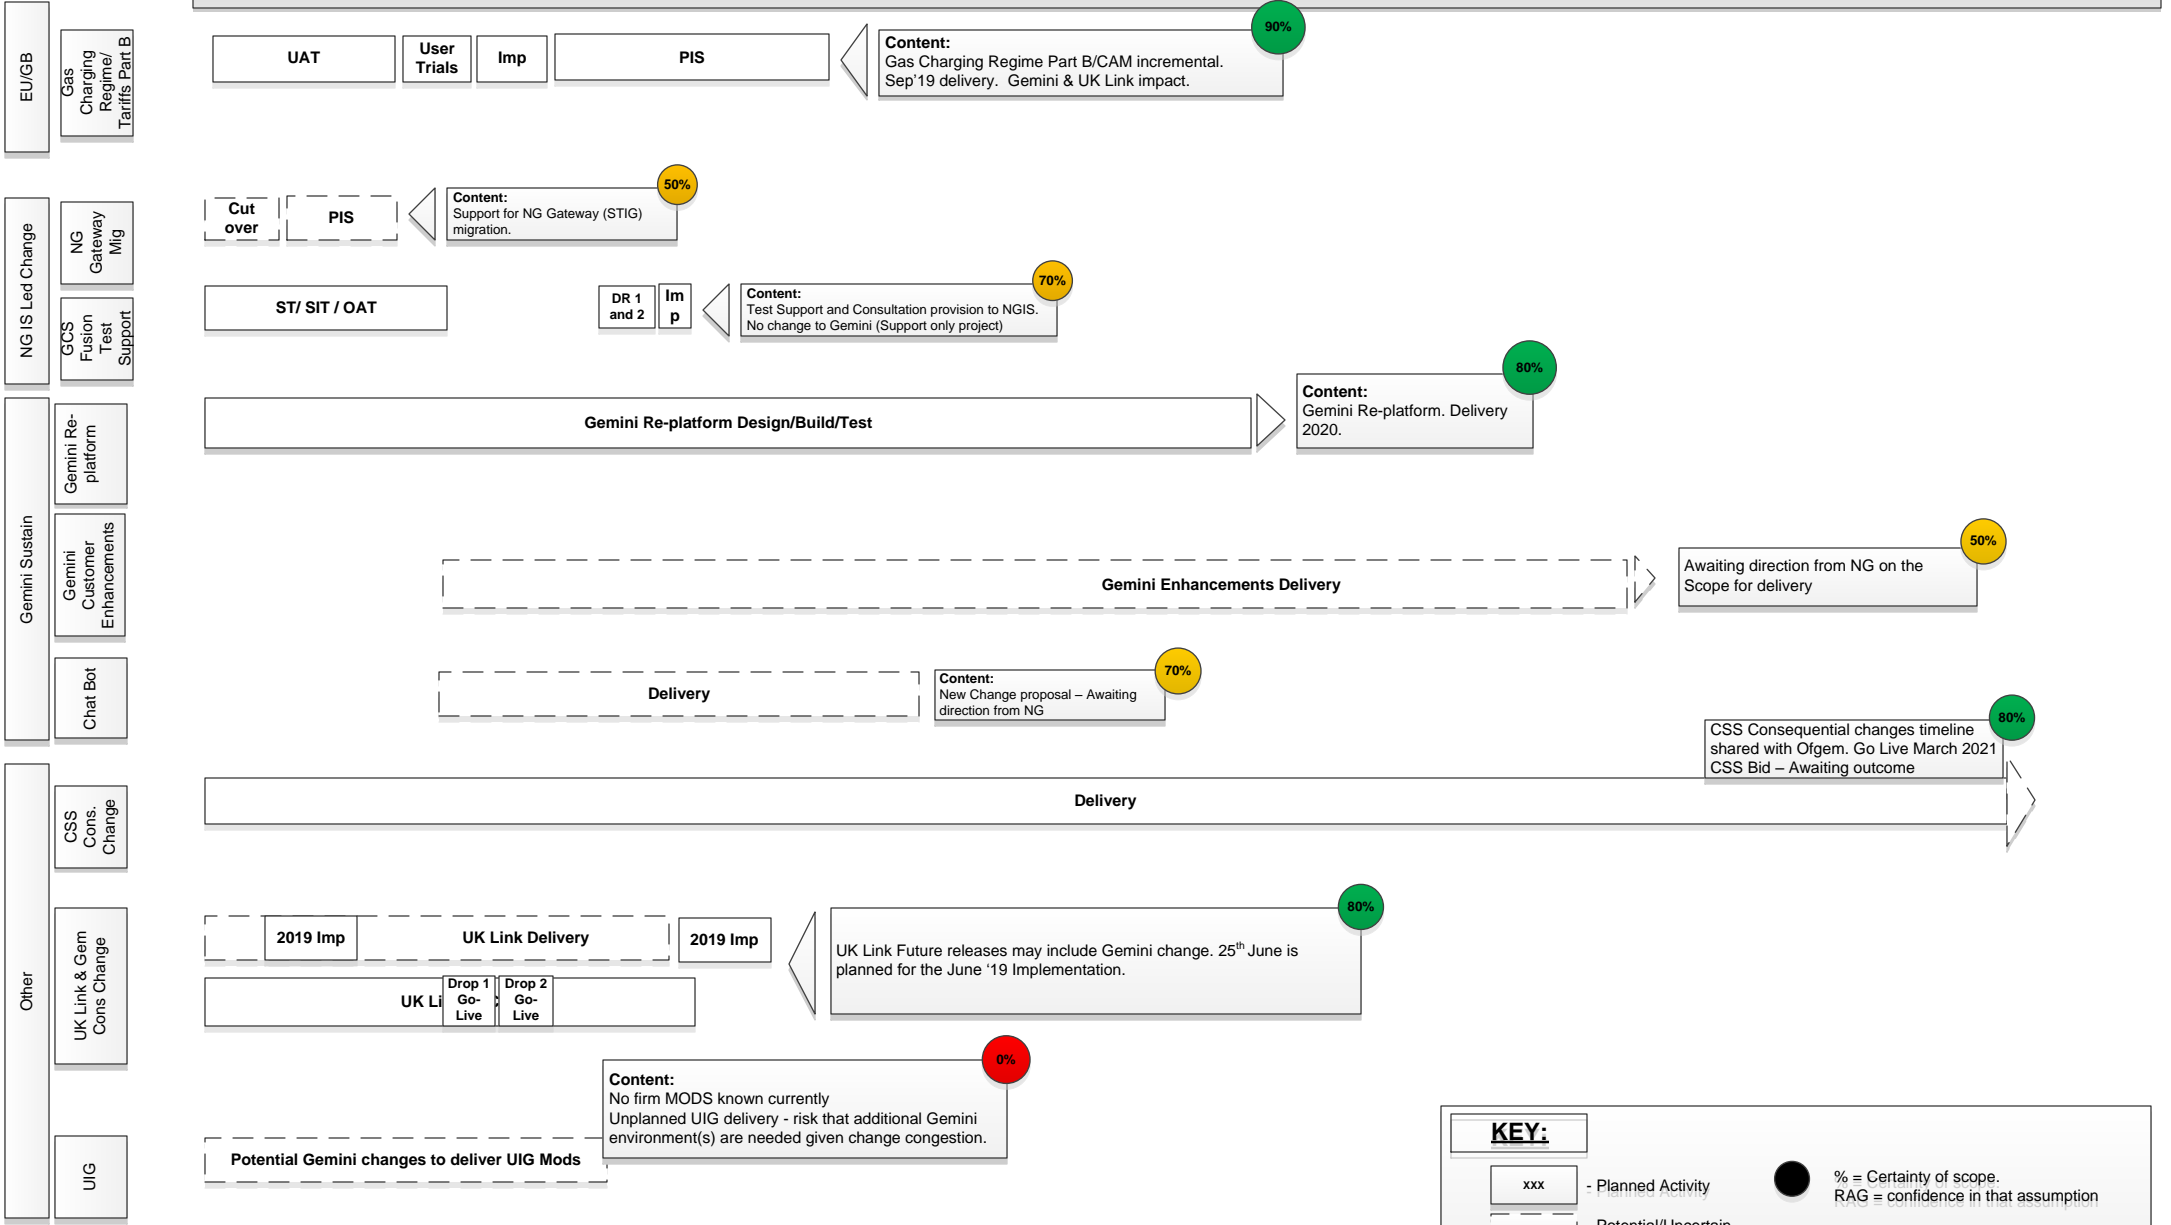 EU/GB
Gas
Charging
Regime/
Tariffs Part B
UAT
User
Trials
Imp
PIS
Content:
Gas Charging Regime Part B/CAM incremental.
Sep'19 delivery.  Gemini & UK Link impact.
90%
NG IS Led Change
NG
Gateway
Mig
Cut
over
PIS
Content:
Support for NG Gateway (STIG)
migration.
50%
GCS
Fusion
Test
Support
ST/ SIT / OAT
DR 1
and 2
Im
p
Content:
Test Support and Consultation provision to NGIS.
No change to Gemini (Support only project)
70%
Gemini Sustain
Gemini Re-
platform
Gemini Re-platform Design/Build/Test
Content:
Gemini Re-platform. Delivery
2020.
80%
Gemini
Customer
Enhancements
Gemini Enhancements Delivery
Awaiting direction from NG on the
Scope for delivery
50%
Chat Bot
Delivery
Content:
New Change proposal – Awaiting
direction from NG
70%
Other
CSS
Cons.
Change
Delivery
CSS Consequential changes timeline
shared with Ofgem. Go Live March 2021
CSS Bid – Awaiting outcome
80%
UK Link & Gem
Cons Change
2019 Imp
UK Link Delivery
2019 Imp
UK Li
Drop 1
Go-
Live
Drop 2
Go-
Live
UK Link Future releases may include Gemini change. 25th June is
planned for the June '19 Implementation.
80%
UIG
Potential Gemini changes to deliver UIG Mods
Content:
No firm MODS known currently
Unplanned UIG delivery - risk that additional Gemini
environment(s) are needed given change congestion.
0%
KEY:
xxx
- Planned Activity
% = Certainty of scope.
RAG = confidence in that assumption
Potential/Uncertain